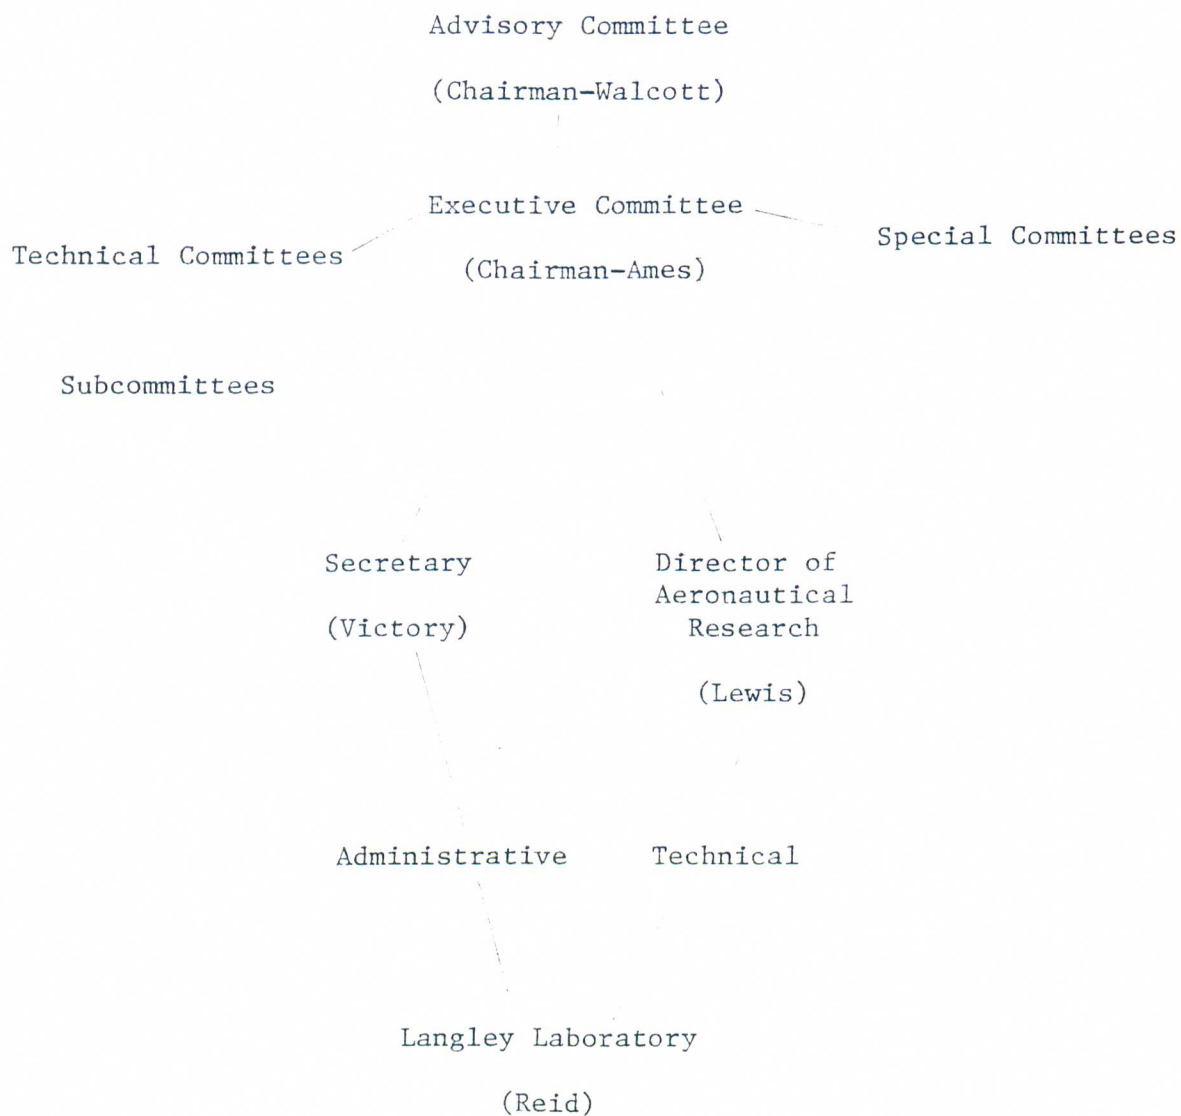 Advisory Committee
(Chairman-Walcott)
Executive Committee
Special Committees
Technical Committees
(Chairman-Ames)
Subcommittees
Secretary
Director of
Aeronautical
(Victory)
Research
(Lewis)
Administrative
Technical
Langley Laboratory
(Reid)